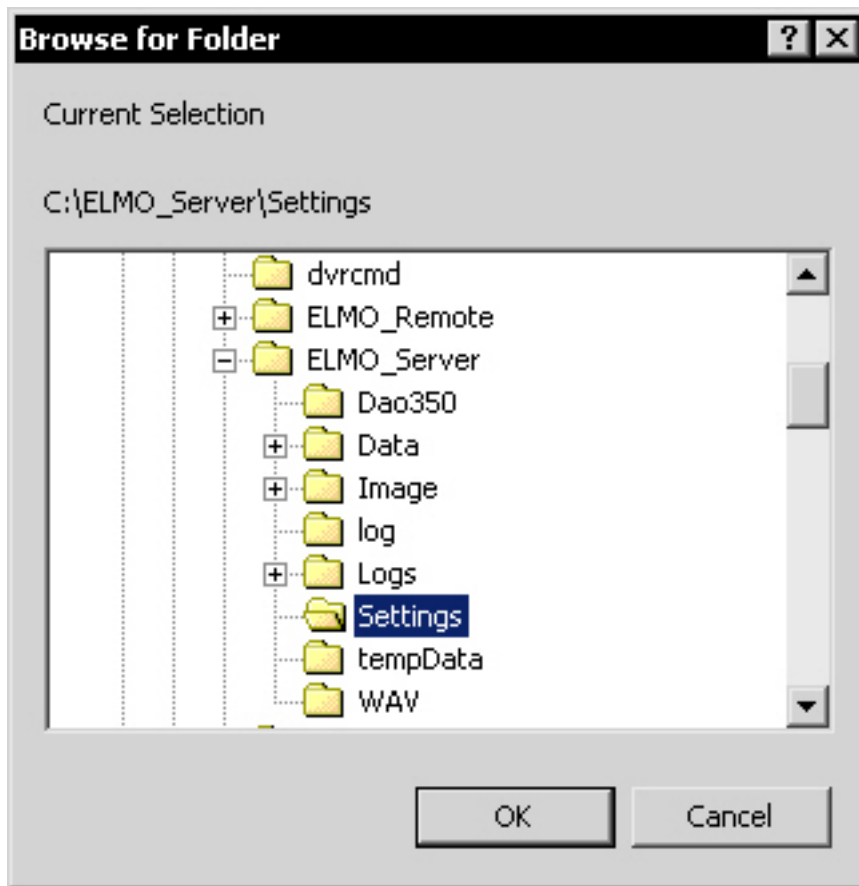 Browse for Folder
Current Selection
C:\ELMO_Server\Settings
dvrcmd
ELMO_Remote
ELMO_Server
Dao350
Data
Image
log
Logs
Settings
tempData
WAV
OK Cancel